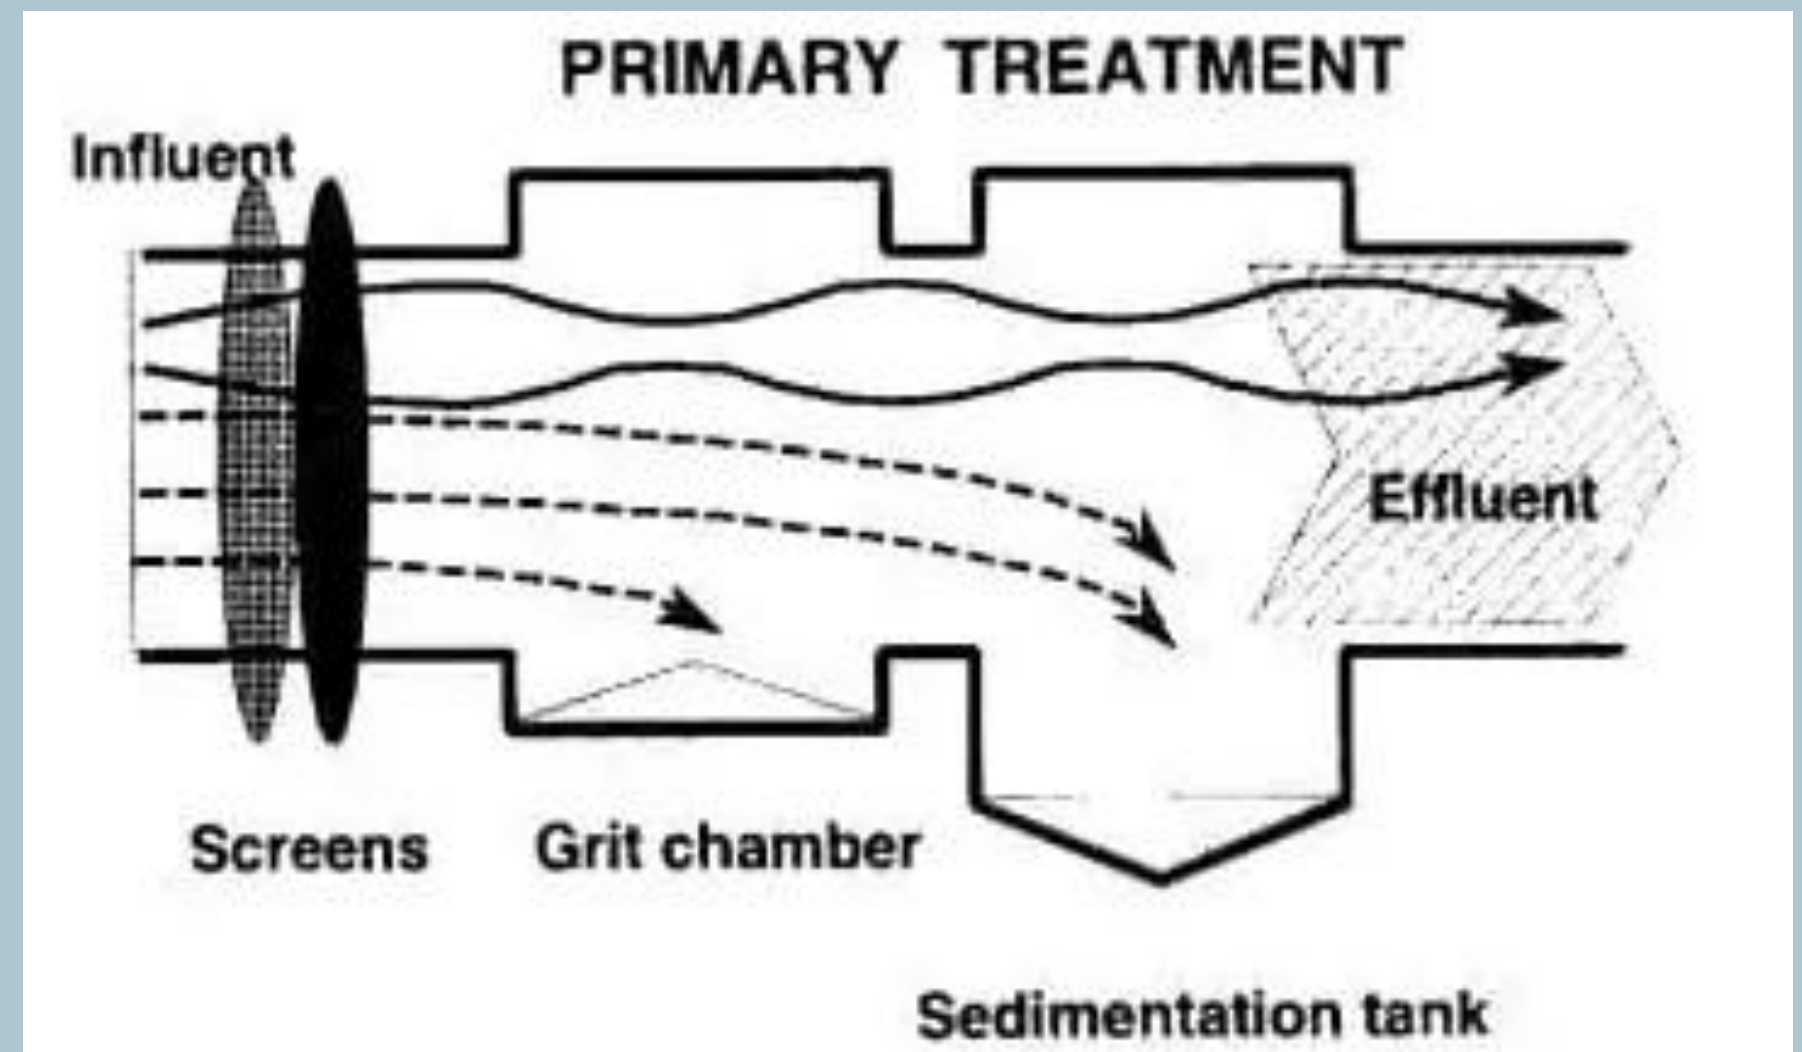 PRIMARY TREATMENT
Influent
Effluent
Screens
Grit chamber
Sedimentation tank